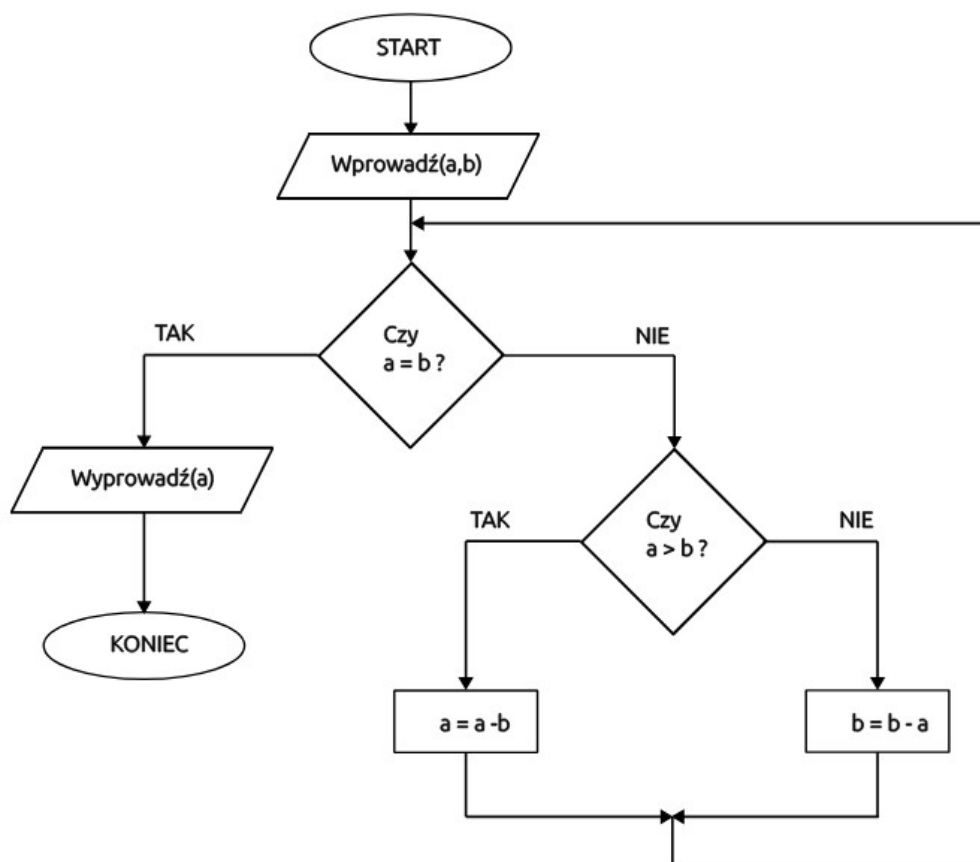 START
Wprowadź(a,b)
TAK
Czy
a = b ?
NIE
Wyprowadź(a)
KONIEC
TAK
Czy
a > b ?
NIE
a = a -b
b = b - a